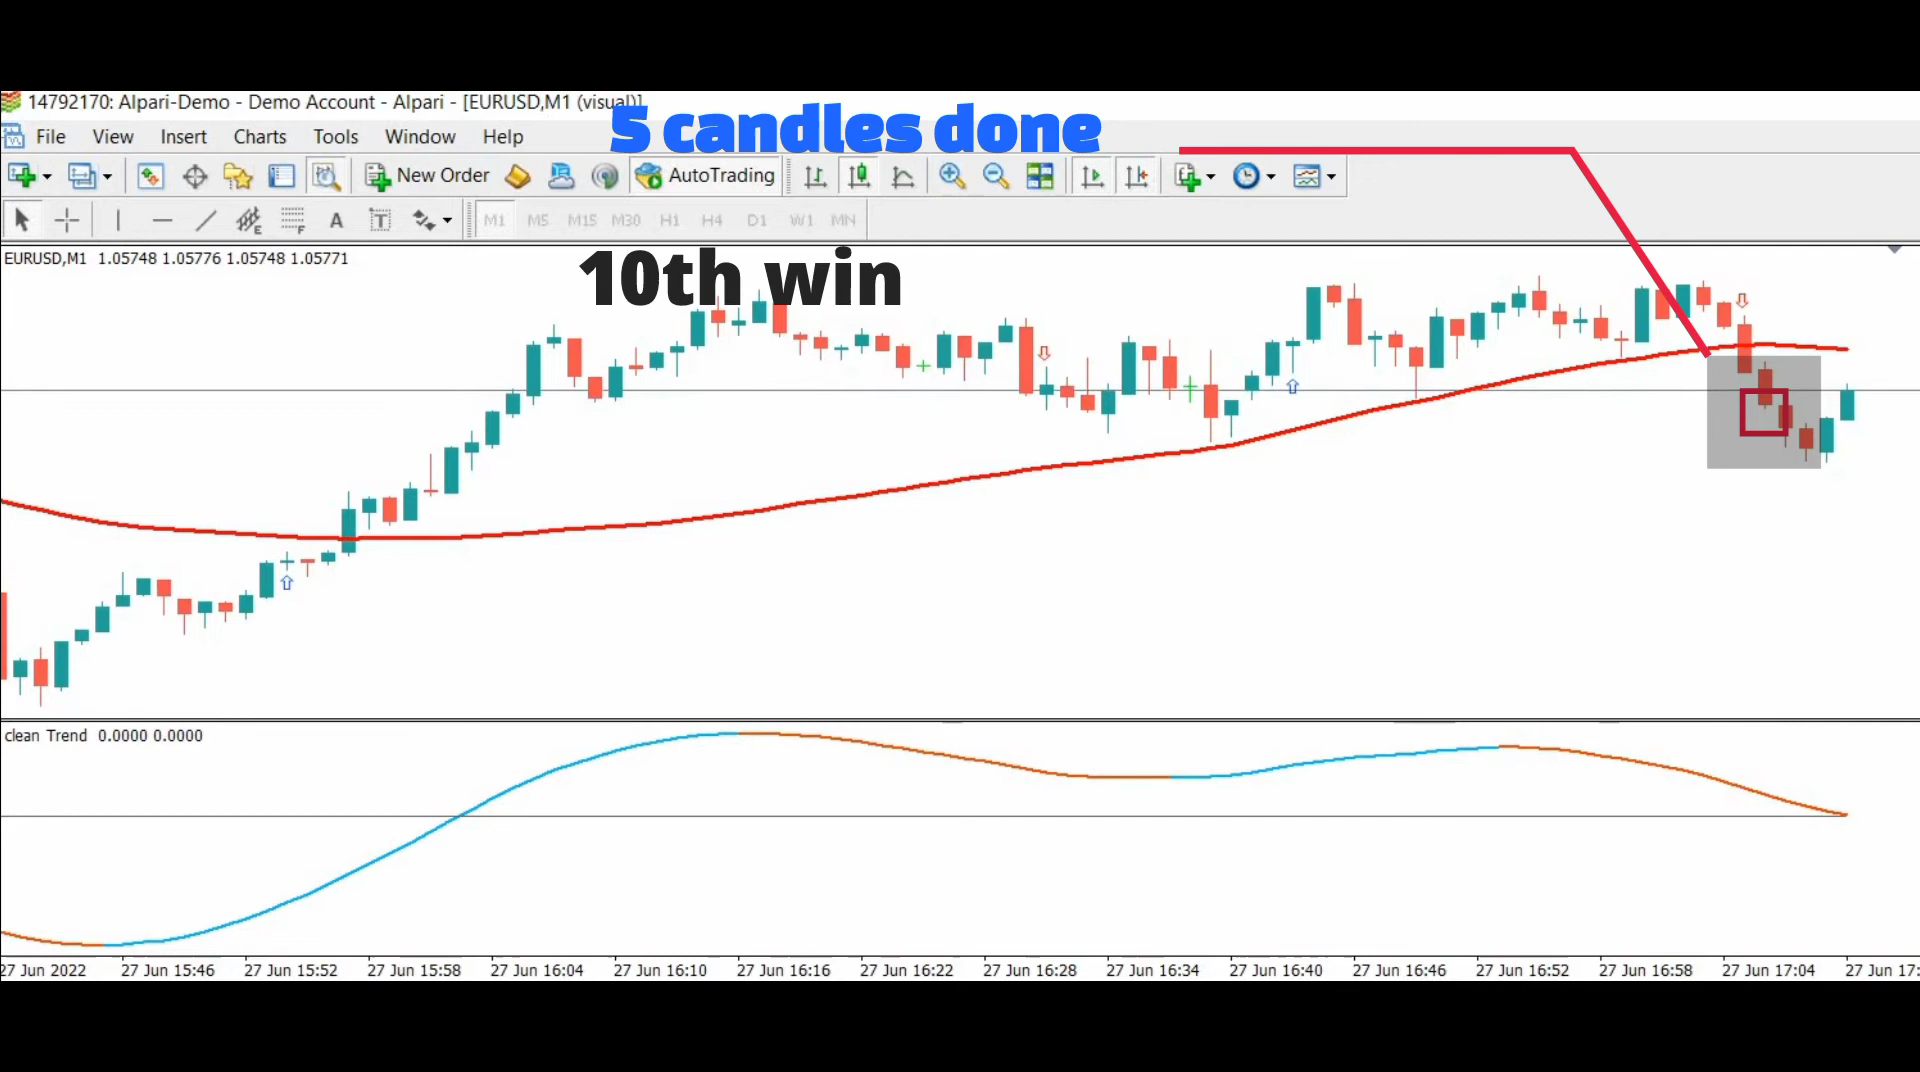 14792170: Alpari-Demo - Demo Account - Alpari - [EURUSD,M1 (visual)]
5 candles done
File View Insert Charts Tools Window Help
New Order AutoTrading
E F A T M1 M5 M15 M30 H1 H4 D1 W1 MN
EURUSD,M1 1.05748 1.05776 1.05748 1.05771
10th win
clean Trend 0.0000 0.0000
27 Jun 2022 27 Jun 15:46 27 Jun 15:52 27 Jun 15:58 27 Jun 16:04 27 Jun 16:10 27 Jun 16:16 27 Jun 16:22 27 Jun 16:28 27 Jun 16:34 27 Jun 16:40 27 Jun 16:46 27 Jun 16:52 27 Jun 16:58 27 Jun 17:04 27 Jun 17: